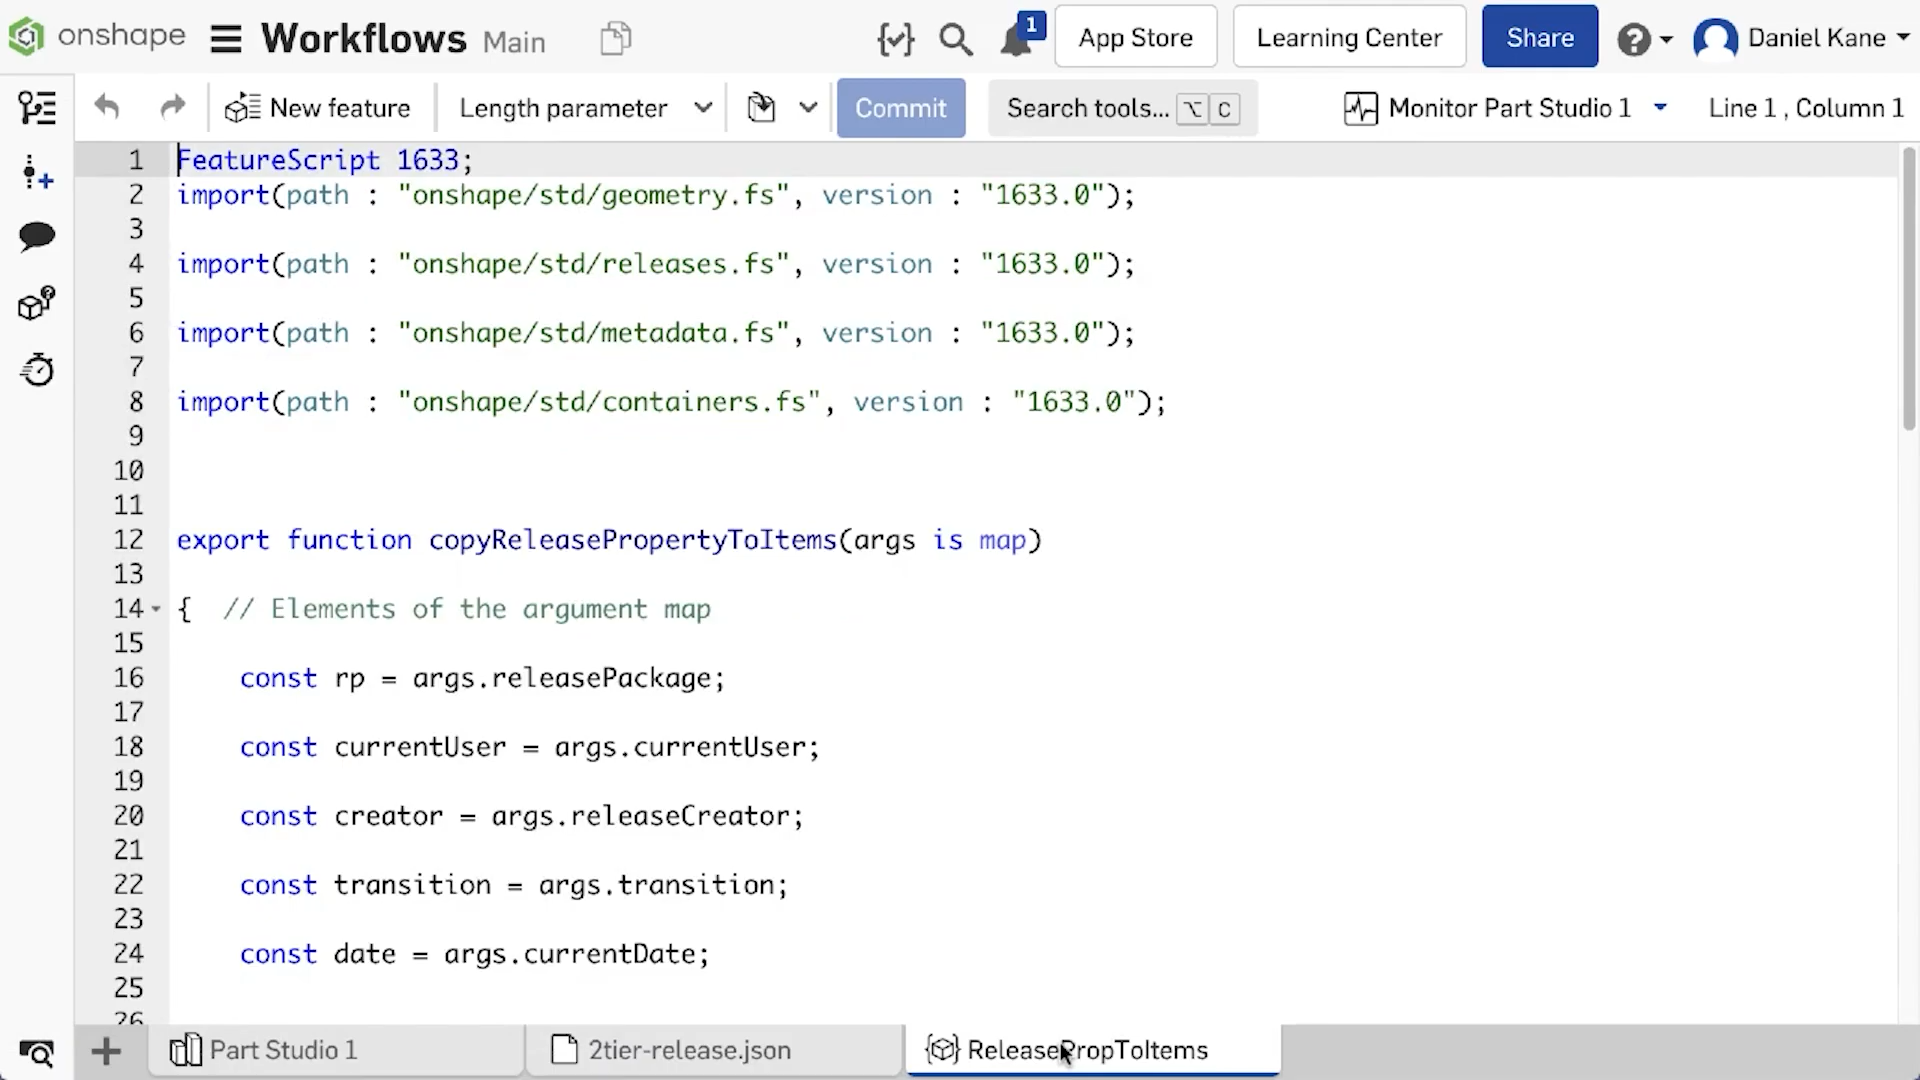 onshape Workflows Main 1 App Store Learning Center Share Daniel Kane
New feature Length parameter Commit Search tools... ⌥ C Monitor Part Studio 1 Line 1 , Column 1
1 FeatureScript 1633;
2 import(path : "onshape/std/geometry.fs", version : "1633.0");
3
4 import(path : "onshape/std/releases.fs", version : "1633.0");
5
6 import(path : "onshape/std/metadata.fs", version : "1633.0");
7
8 import(path : "onshape/std/containers.fs", version : "1633.0");
9
10
11
12 export function copyReleasePropertyToItems(args is map)
13
14 { // Elements of the argument map
15
16 const rp = args.releasePackage;
17
18 const currentUser = args.currentUser;
19
20 const creator = args.releaseCreator;
21
22 const transition = args.transition;
23
24 const date = args.currentDate;
25
26
Part Studio 1 2tier-release.json ReleasePropToItems